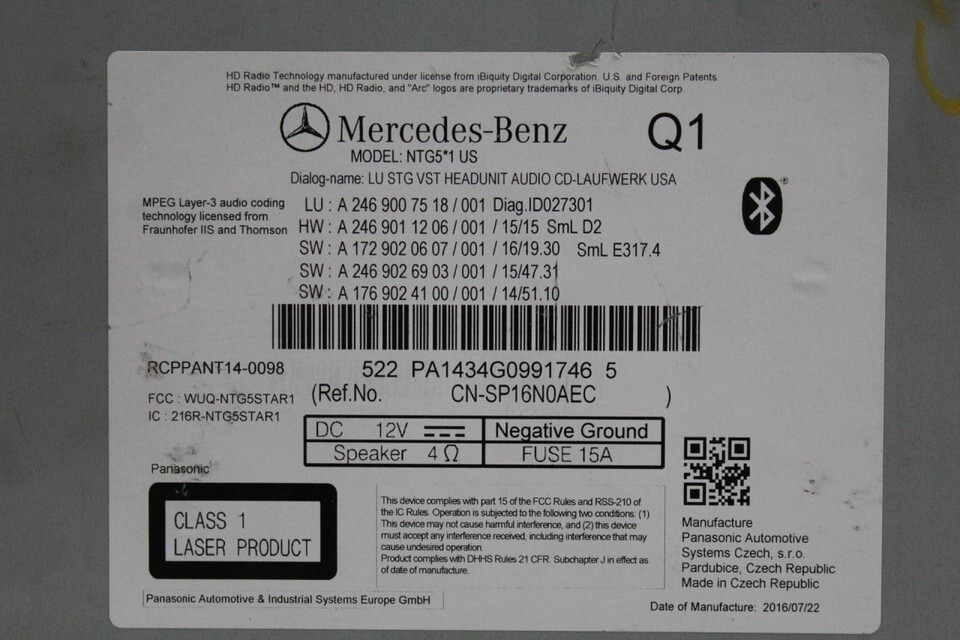 HD Radio Technology manufactured under license from iBiquity Digital Corporation. U.S. and Foreign Patents.
HD Radio™ and the HD, HD Radio, and "Arc" logos are proprietary trademarks of iBiquity Digital Corp.
Mercedes-Benz
Q1
MODEL: NTG5*1 US
Dialog-name: LU STG VST HEADUNIT AUDIO CD-LAUFWERK USA
MPEG Layer-3 audio coding
technology licensed from
Fraunhofer IIS and Thomson
LU : A 246 900 75 18 / 001 Diag.ID027301
HW : A 246 901 12 06 / 001 / 15/15 SmL D2
SW : A 172 902 06 07 / 001 / 16/19.30 SmL E317.4
SW : A 246 902 69 03 / 001 / 15/47.31
SW : A 176 902 41 00 / 001 / 14/51.10
RCPPANT14-0098
522 PA1434G0991746 5
FCC : WUQ-NTG5STAR1
IC : 216R-NTG5STAR1
(Ref.No. CN-SP16N0AEC )
DC 12V Negative Ground
Speaker 4 Ω FUSE 15A
Panasonic
CLASS 1
LASER PRODUCT
This device complies with part 15 of the FCC Rules and RSS-210 of
the IC Rules. Operation is subjected to the following two conditions: (1)
This device may not cause harmful interference, and (2) this device
must accept any interference received, including interference that may
cause undesired operation.
Product complies with DHHS Rules 21 CFR. Subchapter J in effect as
of date of manufacture.
Manufacture
Panasonic Automotive
Systems Czech, s.r.o.
Pardubice, Czech Republic
Made in Czech Republic
Panasonic Automotive & Industrial Systems Europe GmbH
Date of Manufacture: 2016/07/22